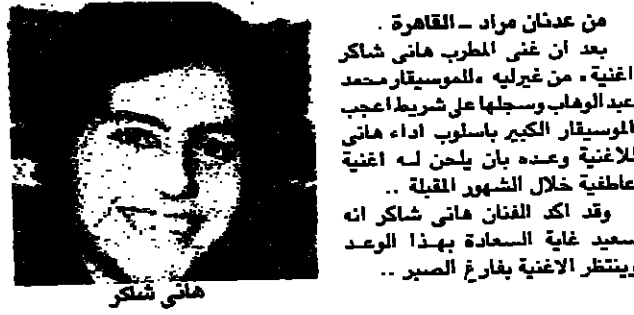 من عدنان مراد ـ القاهرة .
بعد ان غنى المطرب هانى شاكر
اغنية « من غيرليه » للموسيقار محمد
عبد الوهاب وسجلها على شريط اعجب
الموسيقار الكبير باسلوب اداء هانى
للاغنية وعده بان يلحن له اغنية
عاطفية خلال الشهور المقبلة ..
وقد اكد الفنان هانى شاكر انه
سعيد غاية السعادة بهذا الوعد
وينتظر الاغنية بفارغ الصبر ..
هانى شاكر